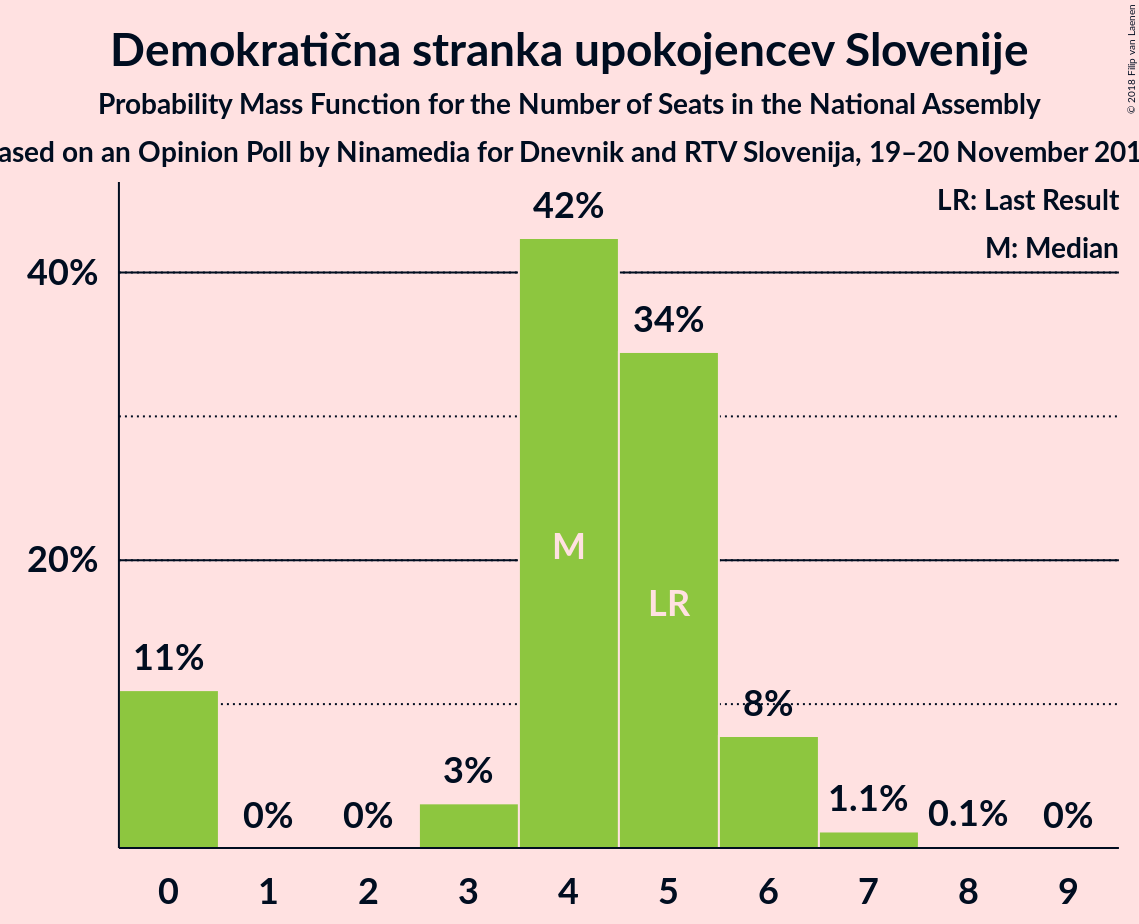 Demokratična stranka upokojencev Slovenije
Probability Mass Function for the Number of Seats in the National Assembly
on an Opinion Poll by Ninamedia for Dnevnik and RTV Slovenija, 19–20 November
© 2018 Filip van Laenen
LR: Last Result
M: Median
42%
40%
34%
M
20%
LR
11%
8%
3%
1.1%
0% 0% 0.1% 0%
0 1 2 3 4 5 6 7 8 9